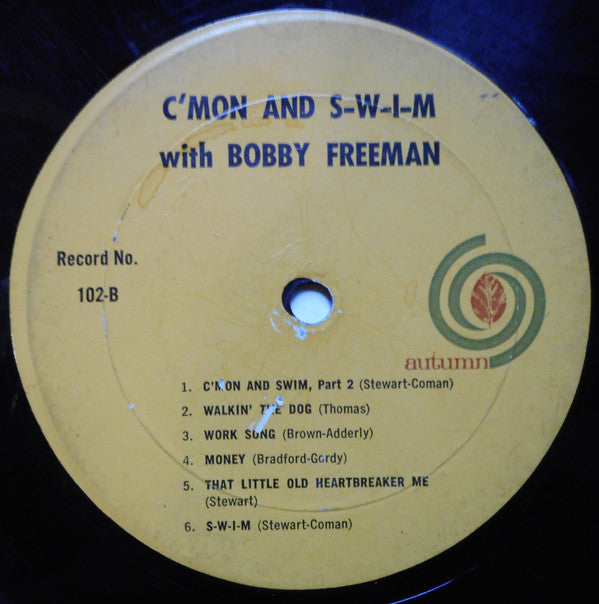 C'MON AND S-W-I-M
with BOBBY FREEMAN
Record No.
102-B
autumn
1. C'MON AND SWIM, Part 2 (Stewart-Coman)
2. WALKIN' THE DOG (Thomas)
3. WORK SONG (Brown-Adderly)
4. MONEY (Bradford-Gordy)
5. THAT LITTLE OLD HEARTBREAKER ME
(Stewart)
6. S-W-I-M (Stewart-Coman)